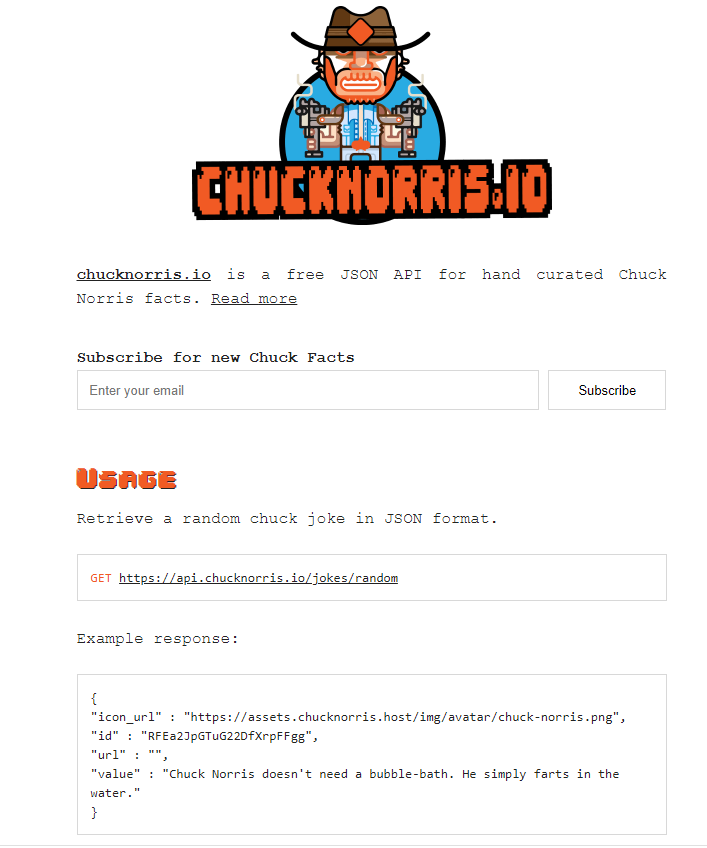 CHUCKNORRIS.IO
chucknorris.io is a free JSON API for hand curated Chuck
Norris facts. Read more
Subscribe for new Chuck Facts
Enter your email
Subscribe
USAGE
Retrieve a random chuck joke in JSON format.
GET https://api.chucknorris.io/jokes/random
Example response:
{
"icon_url" : "https://assets.chucknorris.host/img/avatar/chuck-norris.png",
"id" : "RFEa2JpGTuG22DfXrpFFgg",
"url" : "",
"value" : "Chuck Norris doesn't need a bubble-bath. He simply farts in the
water."
}